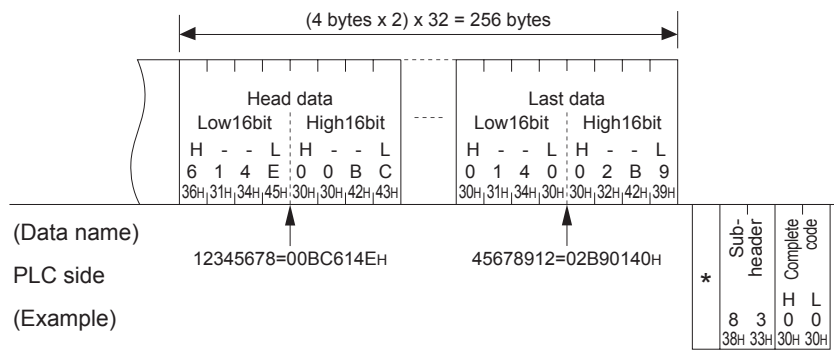 (4 bytes x 2) x 32 = 256 bytes
Head data
Low16bit High16bit
H - - L H - - L
6 1 4 E 0 0 B C
36H 31H 34H 45H 30H 30H 42H 43H
Last data
Low16bit High16bit
H - - L H - - L
0 1 4 0 0 2 B 9
30H 31H 34H 30H 30H 32H 42H 39H
(Data name)
PLC side
(Example)
12345678=00BC614EH
45678912=02B90140H
*
Sub-
header
8 3
38H 33H
Complete
code
H L
0 0
30H 30H